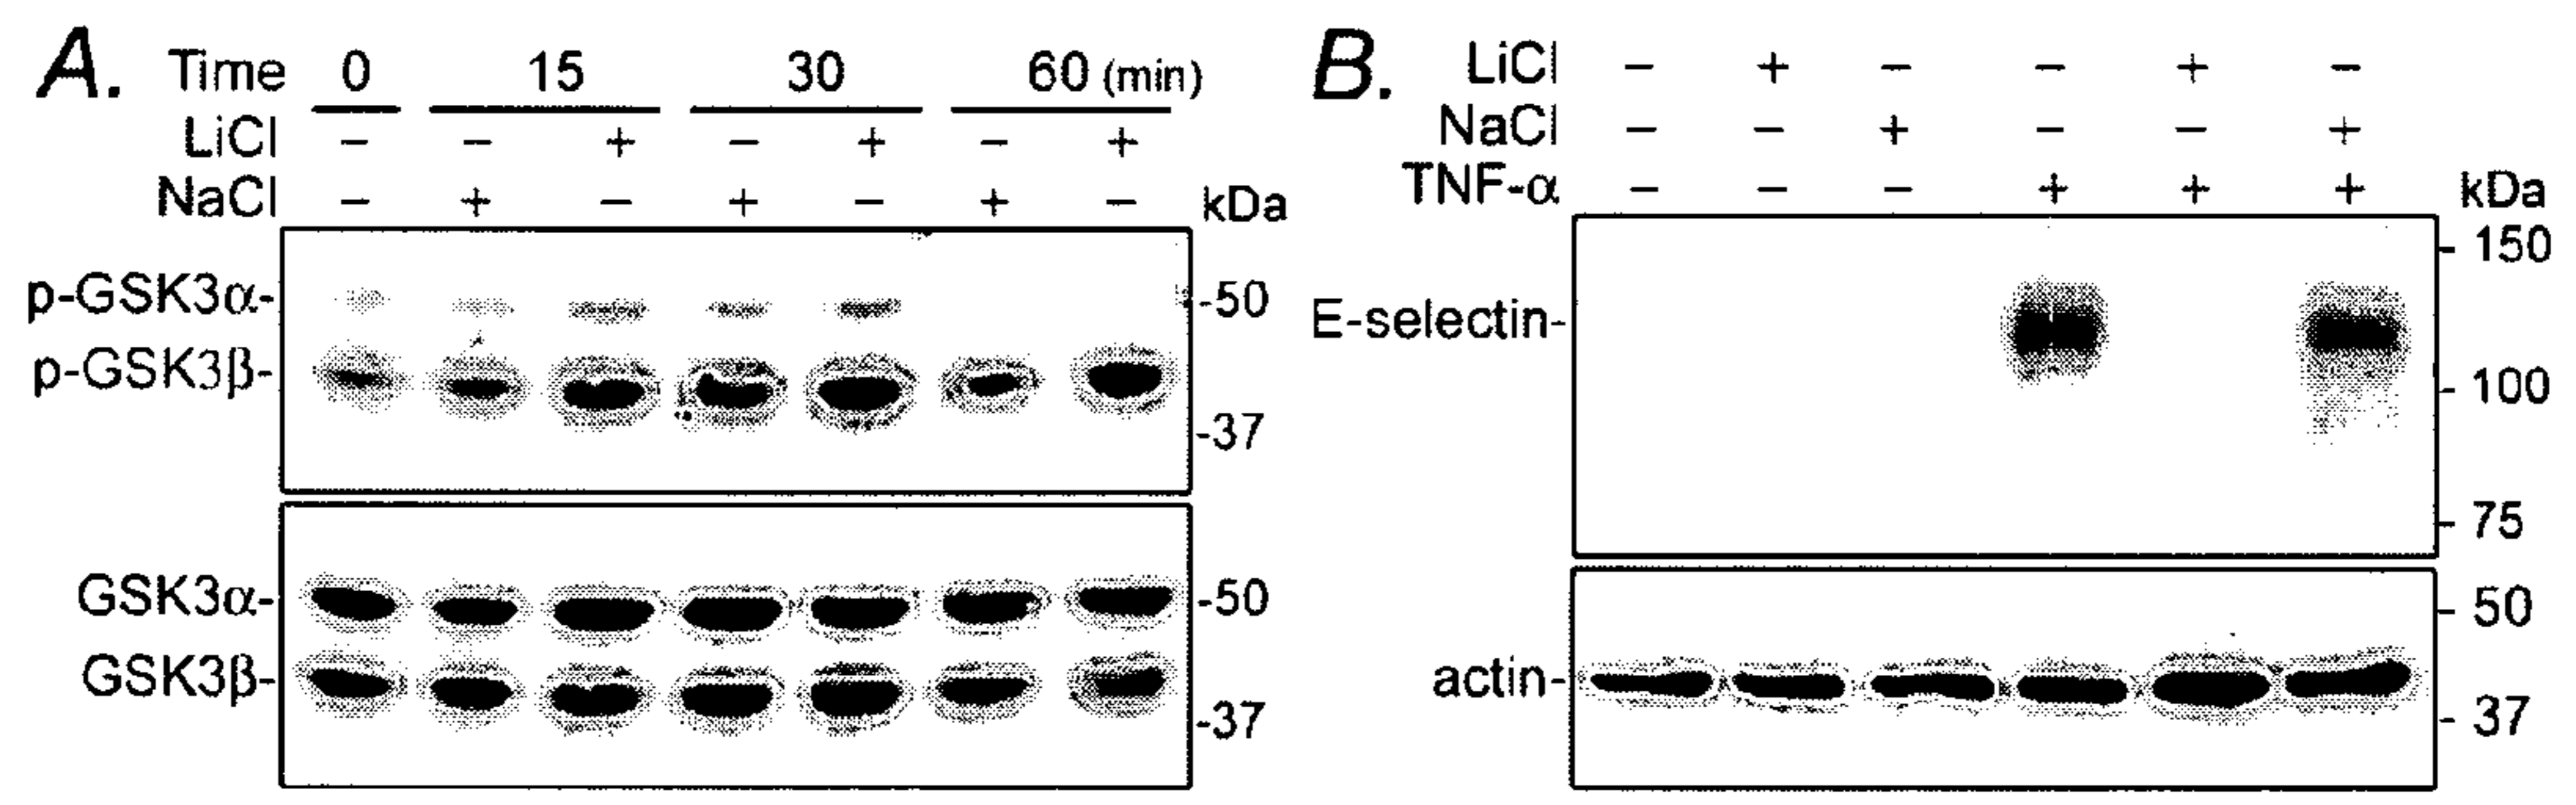 A. Time 0 15 30 60 (min)
LiCl − − + − + − +
NaCl − + − + − + − kDa
p-GSK3α- -50
p-GSK3β-
-37
GSK3α- -50
GSK3β-
-37
B. LiCl − + − − + −
NaCl − − + − − +
TNF-α − − − + + + kDa
- 150
E-selectin-
- 100
- 75
- 50
actin-
- 37